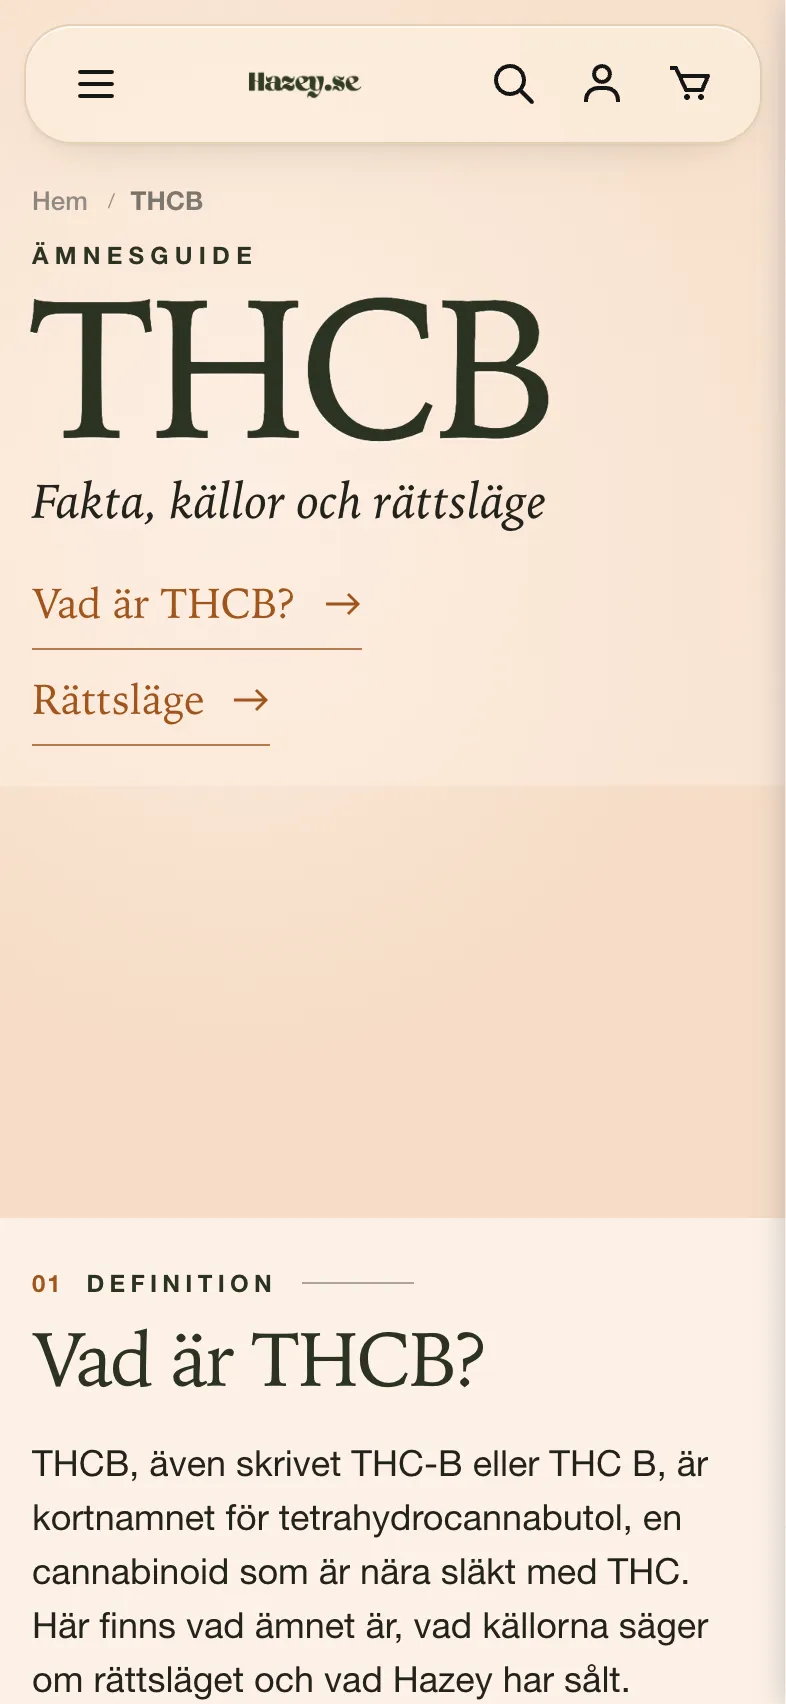 Hazey.se
Hem / THCB
ÄMNESGUIDE
THCB
Fakta, källor och rättsläge
Vad är THCB? →
Rättsläge →
01 DEFINITION
Vad är THCB?
THCB, även skrivet THC-B eller THC B, är
kortnamnet för tetrahydrocannabutol, en
cannabinoid som är nära släkt med THC.
Här finns vad ämnet är, vad källorna säger
om rättsläget och vad Hazey har sålt.